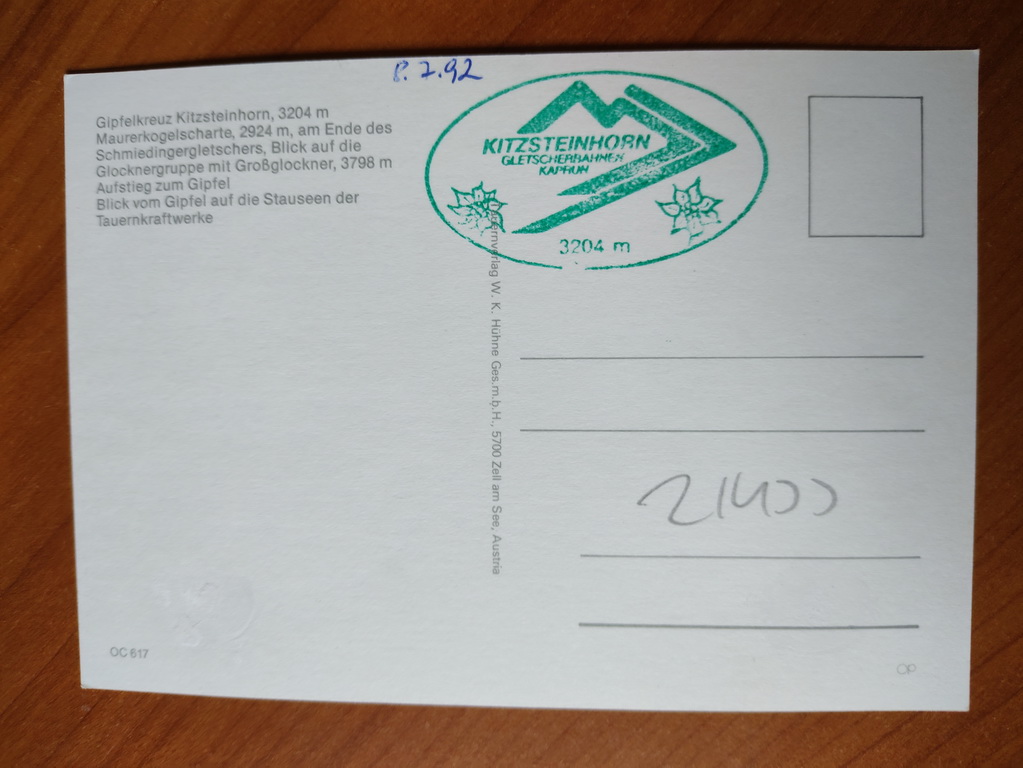 8.7.92
Gipfelkreuz Kitzsteinhorn, 3204 m
Maurerkogelscharte, 2924 m, am Ende des
Schmiedingergletschers, Blick auf die
Glocknergruppe mit Großglockner, 3798 m
Aufstieg zum Gipfel
Blick vom Gipfel auf die Stauseen der
Tauernkraftwerke
KITZSTEINHORN
GLETSCHERBAHNEN
KAPRUN
3204 m
W. K. Hühne Ges.m.b.H., 5700 Zell am See, Austria
OC 617
OP